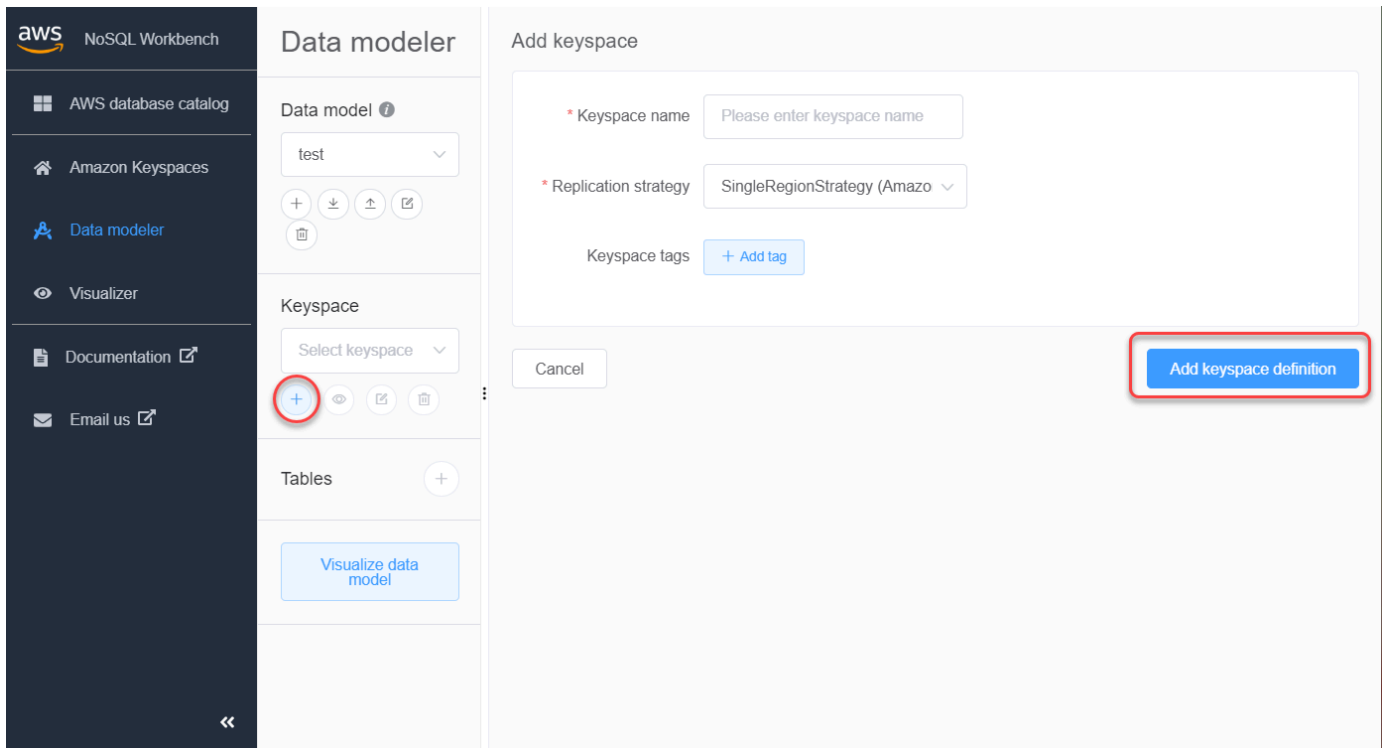 aws
NoSQL Workbench
AWS database catalog
Amazon Keyspaces
Data modeler
Visualizer
Documentation
Email us
Data modeler
Data model
test
Keyspace
Select keyspace
Tables
Visualize data
model
Add keyspace
* Keyspace name
Please enter keyspace name
* Replication strategy
SingleRegionStrategy (Amazo
Keyspace tags
+ Add tag
Cancel
Add keyspace definition